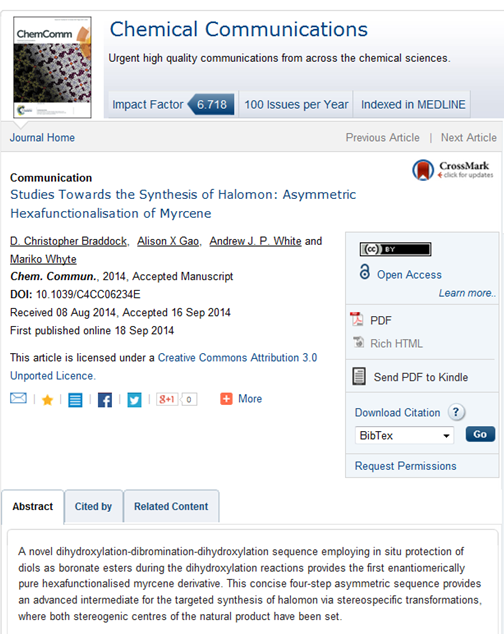 ChemComm
Chemical Communications
Urgent high quality communications from across the chemical sciences.
Impact Factor 6.718 100 Issues per Year Indexed in MEDLINE
Journal Home Previous Article | Next Article
CrossMark
click for updates
Communication
Studies Towards the Synthesis of Halomon: Asymmetric
Hexafunctionalisation of Myrcene
D. Christopher Braddock, Alison X Gao, Andrew J. P. White and
Mariko Whyte
Chem. Commun., 2014, Accepted Manuscript
DOI: 10.1039/C4CC06234E
Received 08 Aug 2014, Accepted 16 Sep 2014
First published online 18 Sep 2014
This article is licensed under a Creative Commons Attribution 3.0
Unported Licence.
g+1 0 More
(cc) BY
Open Access
Learn more..
PDF
Rich HTML
Send PDF to Kindle
Download Citation ?
BibTex Go
Request Permissions
Abstract Cited by Related Content
A novel dihydroxylation-dibromination-dihydroxylation sequence employing in situ protection of
diols as boronate esters during the dihydroxylation reactions provides the first enantiomerically
pure hexafunctionalised myrcene derivative. This concise four-step asymmetric sequence provides
an advanced intermediate for the targeted synthesis of halomon via stereospecific transformations,
where both stereogenic centres of the natural product have been set.